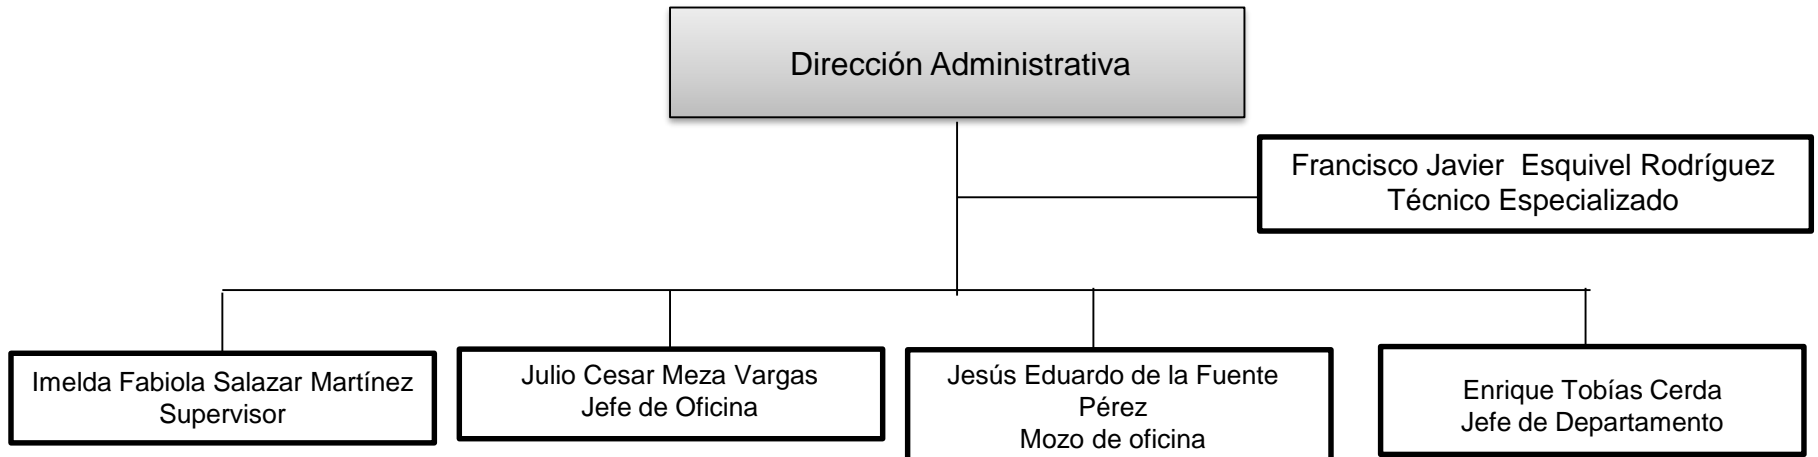 Dirección Administrativa
Francisco Javier Esquivel Rodríguez
Técnico Especializado
Imelda Fabiola Salazar Martínez
Supervisor
Julio Cesar Meza Vargas
Jefe de Oficina
Jesús Eduardo de la Fuente
Pérez
Mozo de oficina
Enrique Tobías Cerda
Jefe de Departamento